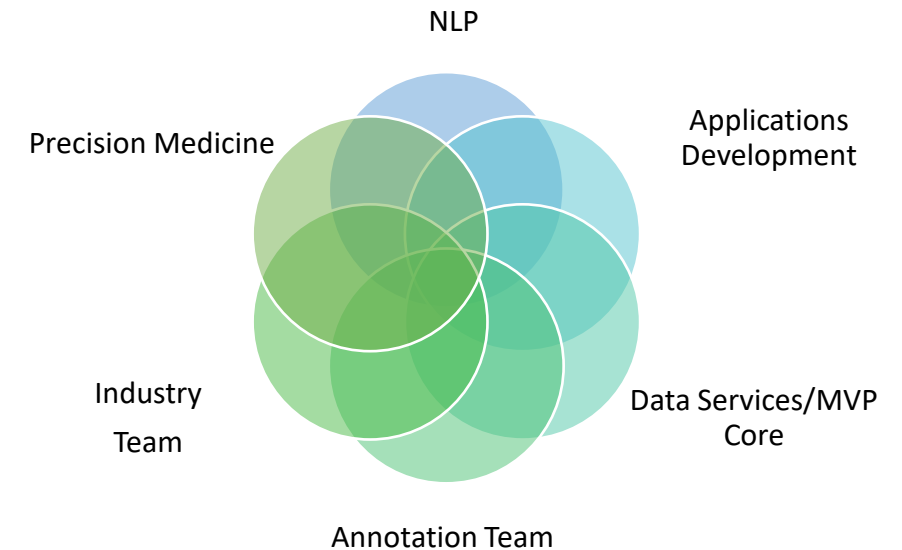 NLP
Precision Medicine
Applications
Development
Industry
Team
Data Services/MVP
Core
Annotation Team